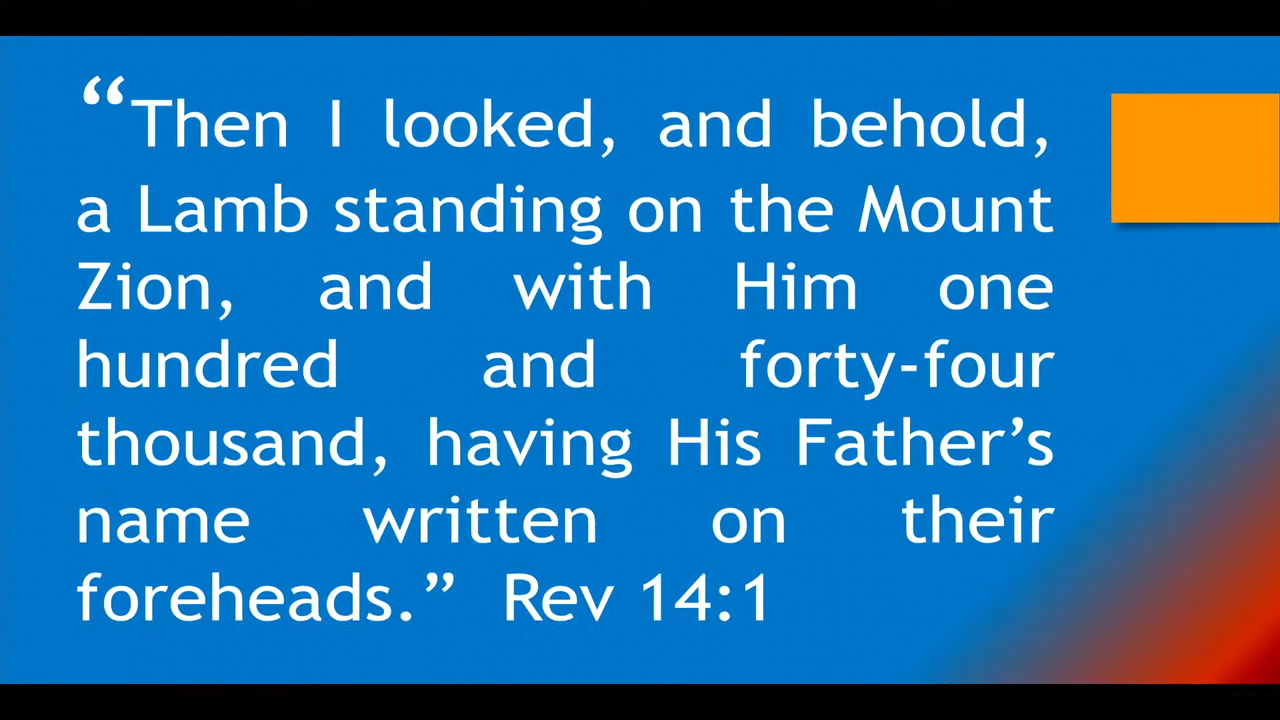 “Then I looked, and behold,
a Lamb standing on the Mount
Zion, and with Him one
hundred and forty-four
thousand, having His Father’s
name written on their
foreheads.” Rev 14:1